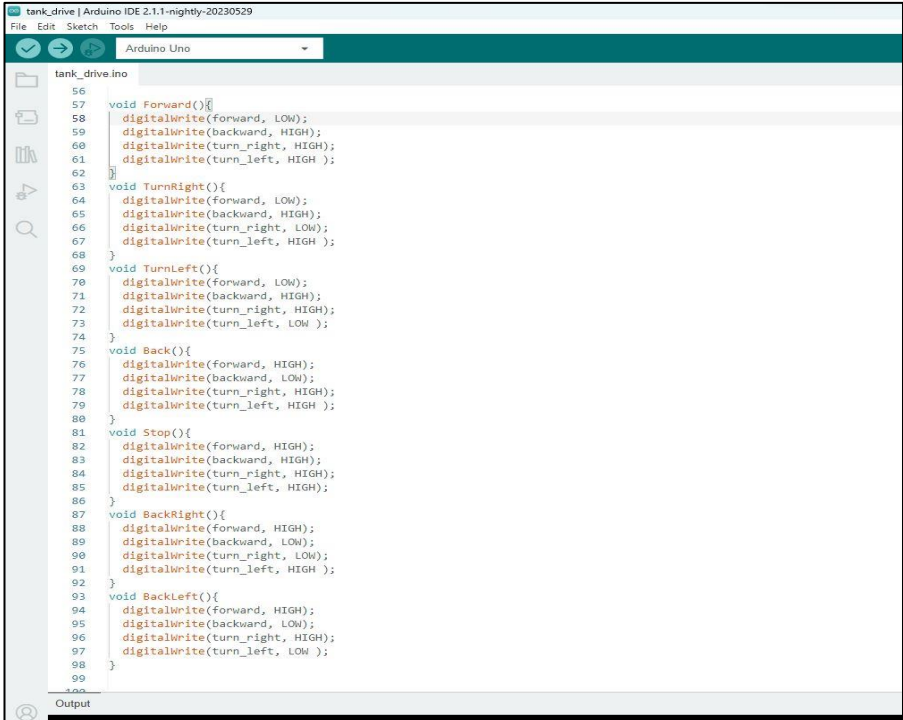 tank_drive | Arduino IDE 2.1.1-nightly-20230529
File Edit Sketch Tools Help
Arduino Uno
tank_drive.ino
56
57 void Forward(){
58 digitalWrite(forward, LOW);
59 digitalWrite(backward, HIGH);
60 digitalWrite(turn_right, HIGH);
61 digitalWrite(turn_left, HIGH );
62 }
63 void TurnRight(){
64 digitalWrite(forward, LOW);
65 digitalWrite(backward, HIGH);
66 digitalWrite(turn_right, LOW);
67 digitalWrite(turn_left, HIGH );
68 }
69 void TurnLeft(){
70 digitalWrite(forward, LOW);
71 digitalWrite(backward, HIGH);
72 digitalWrite(turn_right, HIGH);
73 digitalWrite(turn_left, LOW );
74 }
75 void Back(){
76 digitalWrite(forward, HIGH);
77 digitalWrite(backward, LOW);
78 digitalWrite(turn_right, HIGH);
79 digitalWrite(turn_left, HIGH );
80 }
81 void Stop(){
82 digitalWrite(forward, HIGH);
83 digitalWrite(backward, HIGH);
84 digitalWrite(turn_right, HIGH);
85 digitalWrite(turn_left, HIGH);
86 }
87 void BackRight(){
88 digitalWrite(forward, HIGH);
89 digitalWrite(backward, LOW);
90 digitalWrite(turn_right, LOW);
91 digitalWrite(turn_left, HIGH );
92 }
93 void BackLeft(){
94 digitalWrite(forward, HIGH);
95 digitalWrite(backward, LOW);
96 digitalWrite(turn_right, HIGH);
97 digitalWrite(turn_left, LOW );
98 }
99
100
Output